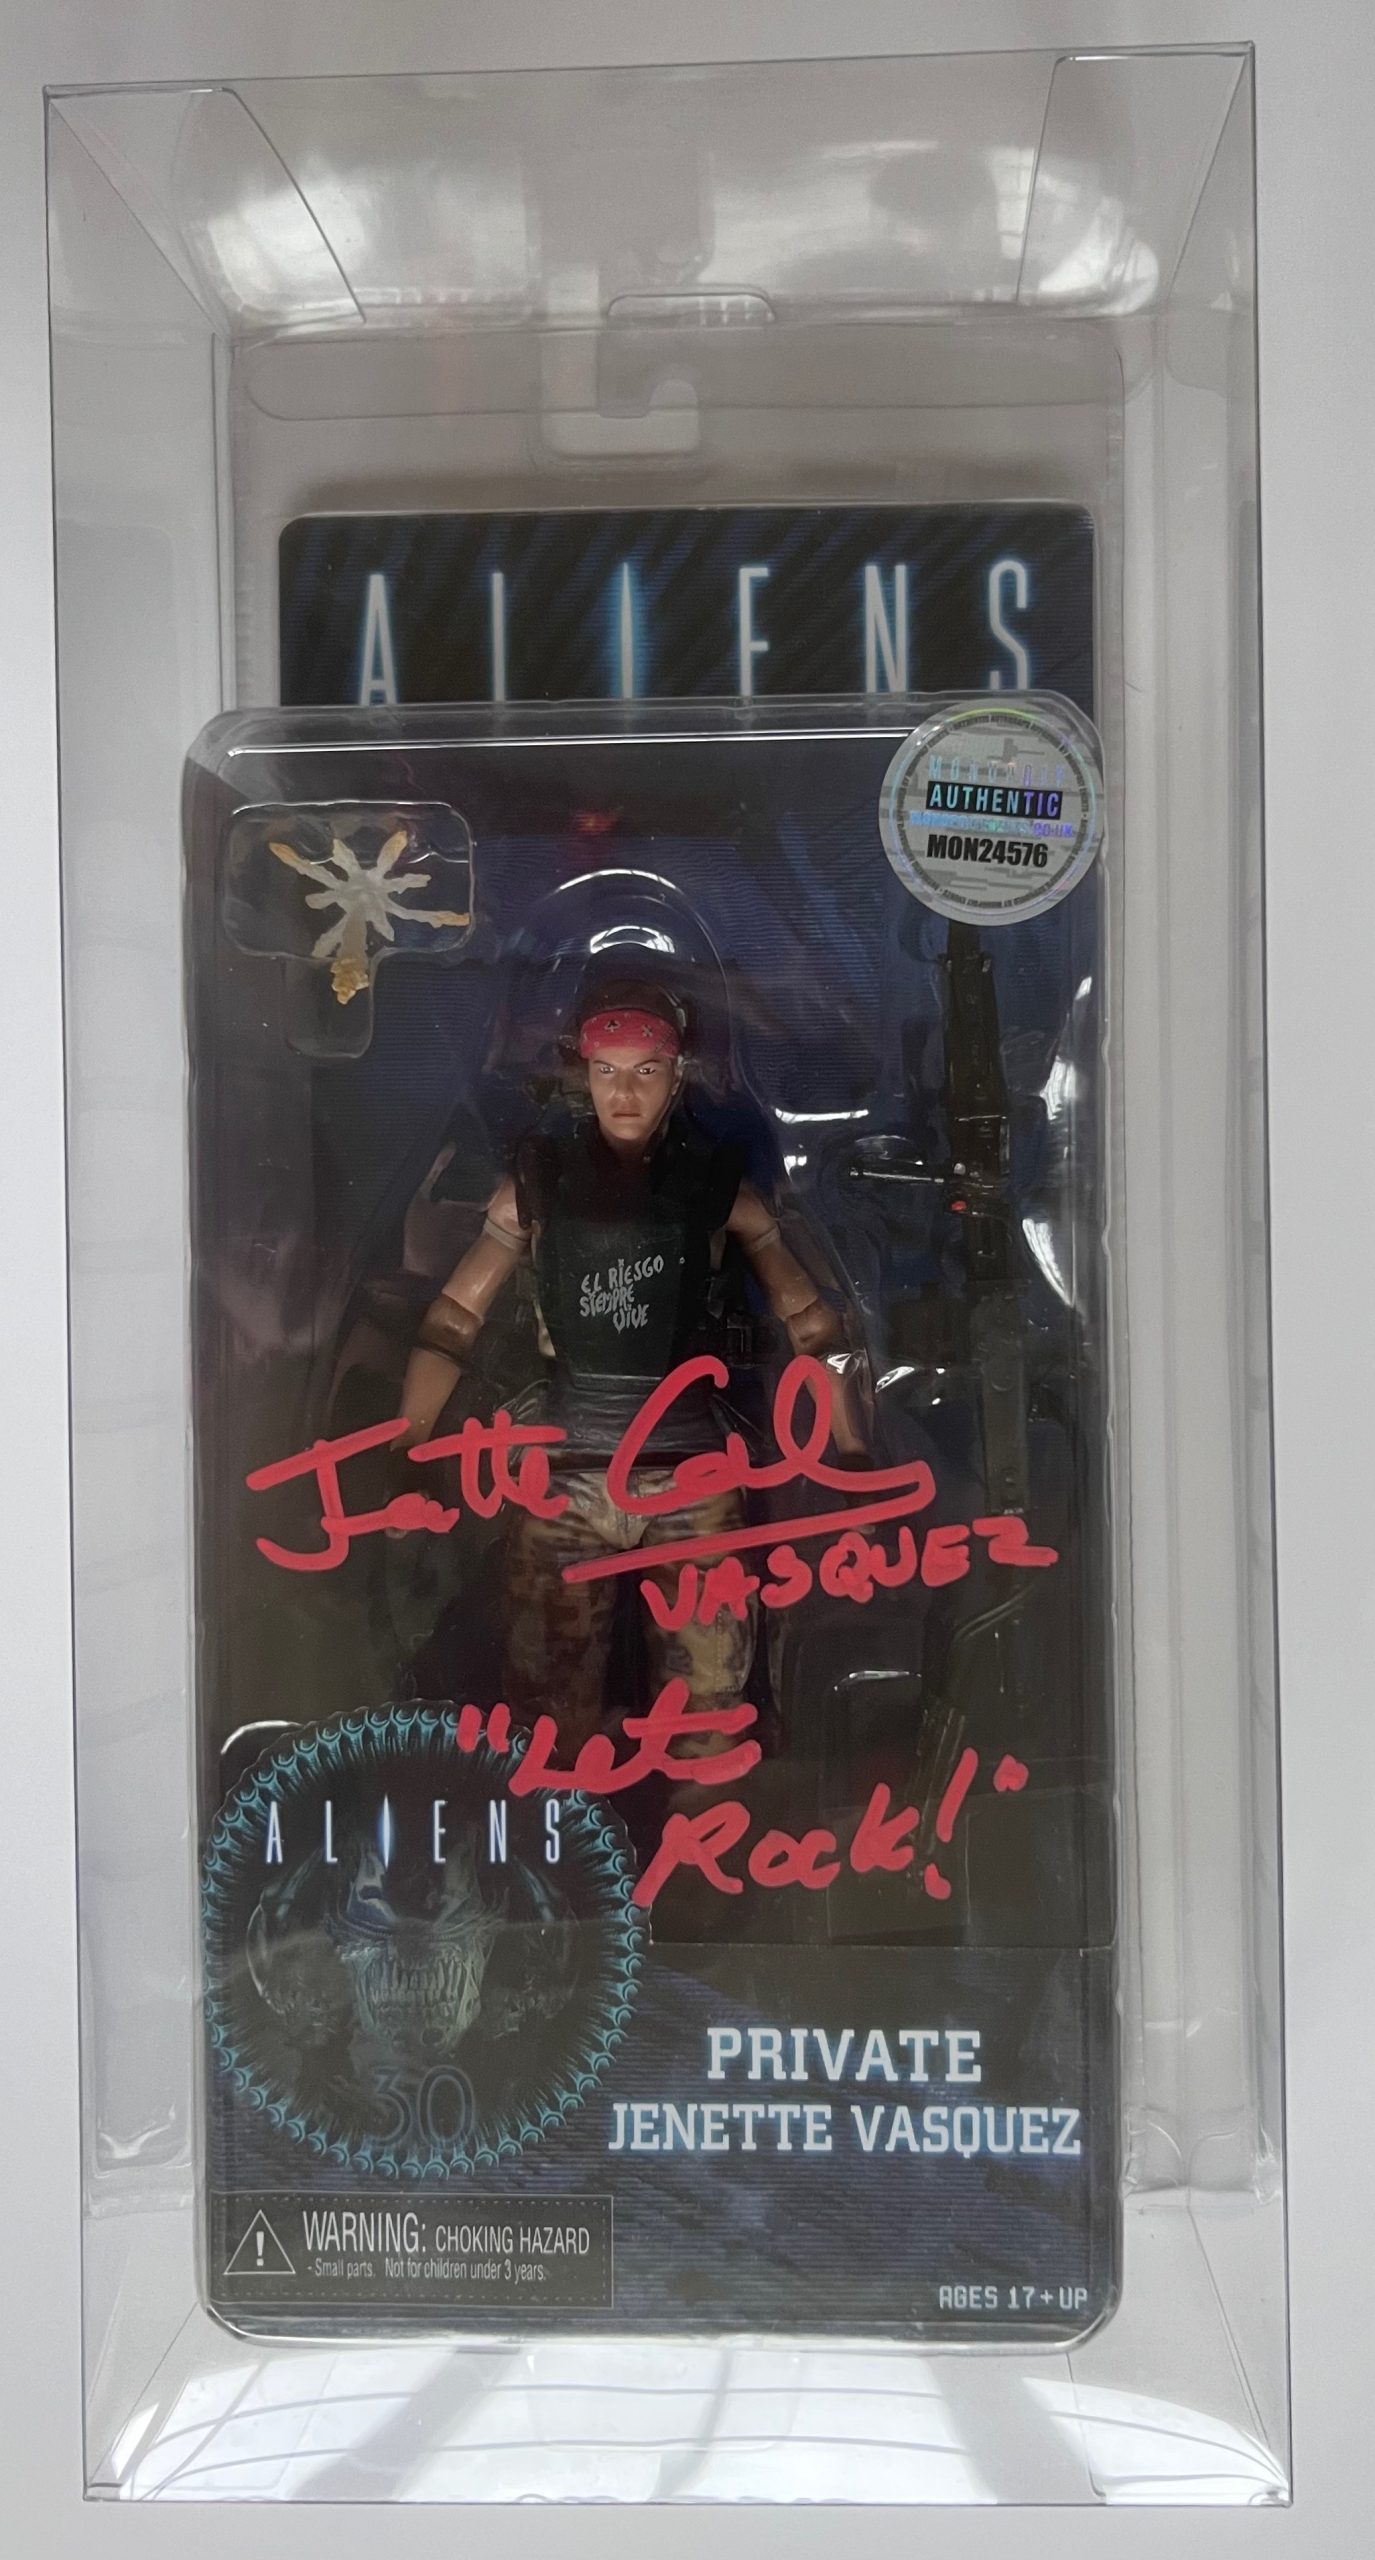 ALIENS
AUTHENTIC
MON24576
EL RIESGO
SIEMPRE
VIVE
Jenette
VASQUEZ
"Lets
Rock!"
ALIENS
30
PRIVATE
JENETTE VASQUEZ
WARNING: CHOKING HAZARD
- Small parts. Not for children under 3 years.
AGES 17+ UP